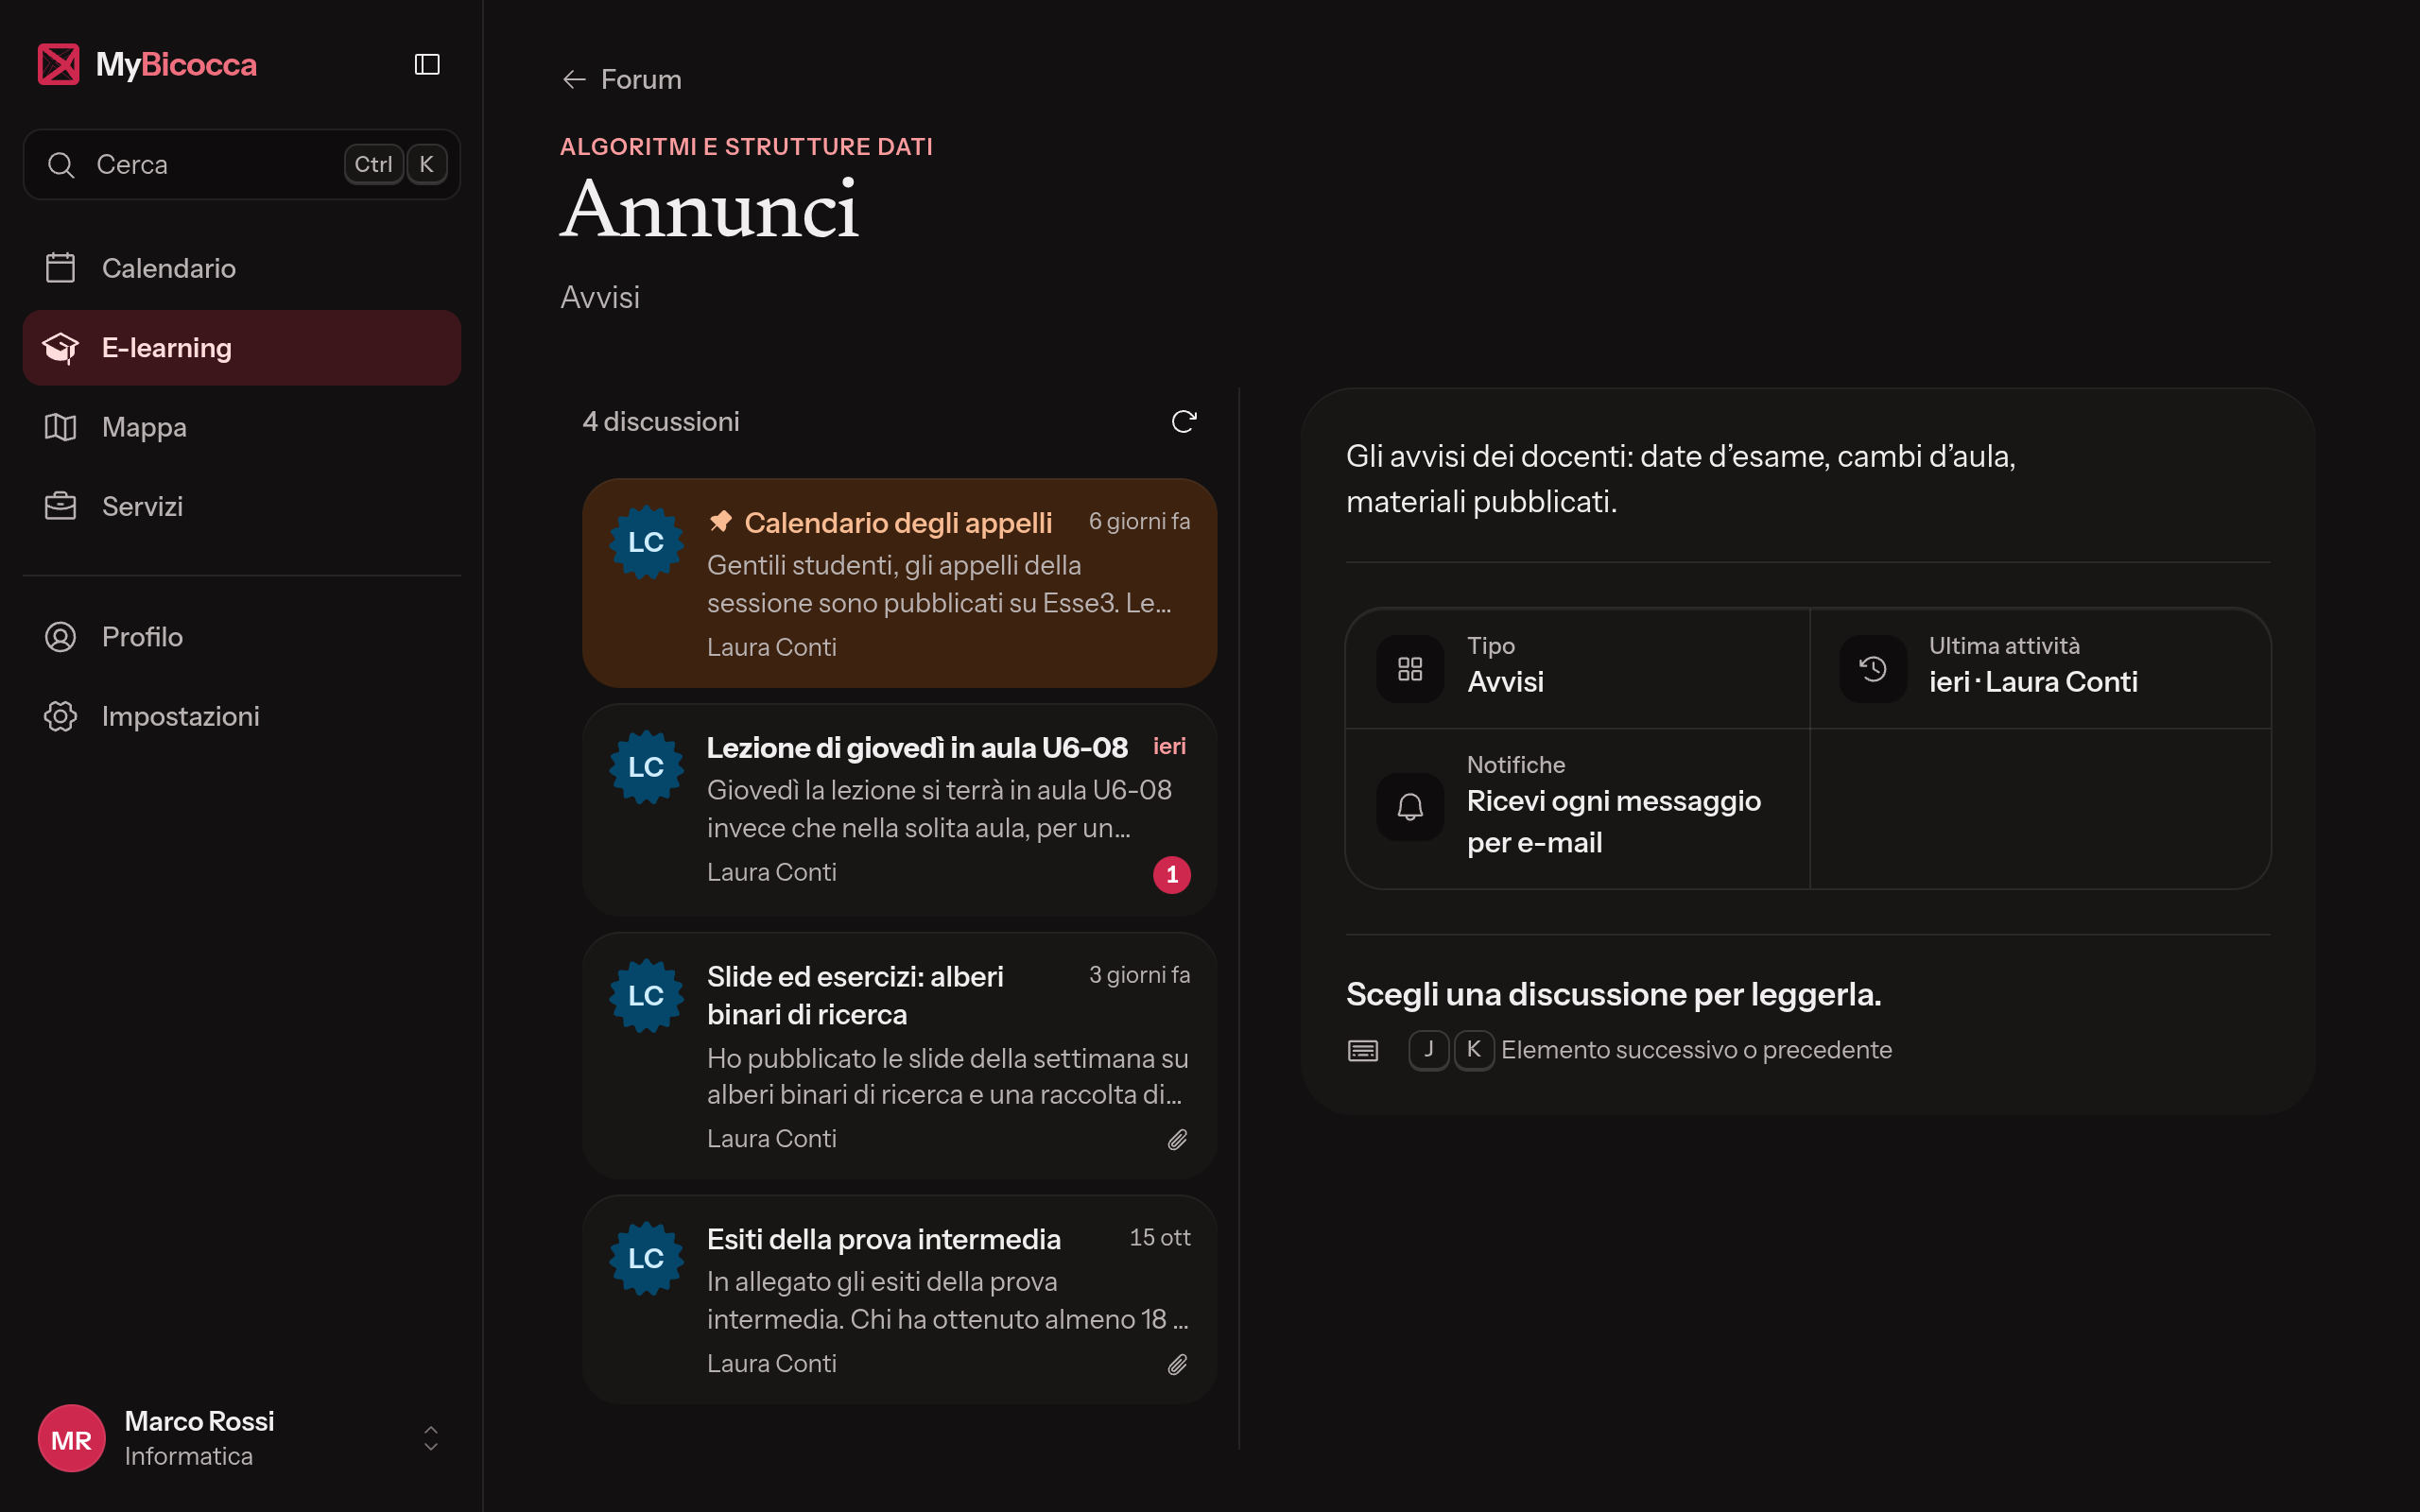 MyBicocca
Cerca
Ctrl K
Calendario
E-learning
Mappa
Servizi
Profilo
Impostazioni
MR
Marco Rossi
Informatica
Forum
ALGORITMI E STRUTTURE DATI
Annunci
Avvisi
4 discussioni
LC
Calendario degli appelli
6 giorni fa
Gentili studenti, gli appelli della
sessione sono pubblicati su Esse3. Le...
Laura Conti
LC
Lezione di giovedì in aula U6-08
ieri
Giovedì la lezione si terrà in aula U6-08
invece che nella solita aula, per un...
Laura Conti
1
LC
Slide ed esercizi: alberi
binari di ricerca
3 giorni fa
Ho pubblicato le slide della settimana su
alberi binari di ricerca e una raccolta di...
Laura Conti
LC
Esiti della prova intermedia
15 ott
In allegato gli esiti della prova
intermedia. Chi ha ottenuto almeno 18 ...
Laura Conti
Gli avvisi dei docenti: date d’esame, cambi d’aula,
materiali pubblicati.
Tipo
Avvisi
Ultima attività
ieri · Laura Conti
Notifiche
Ricevi ogni messaggio
per e-mail
Scegli una discussione per leggerla.
J K Elemento successivo o precedente